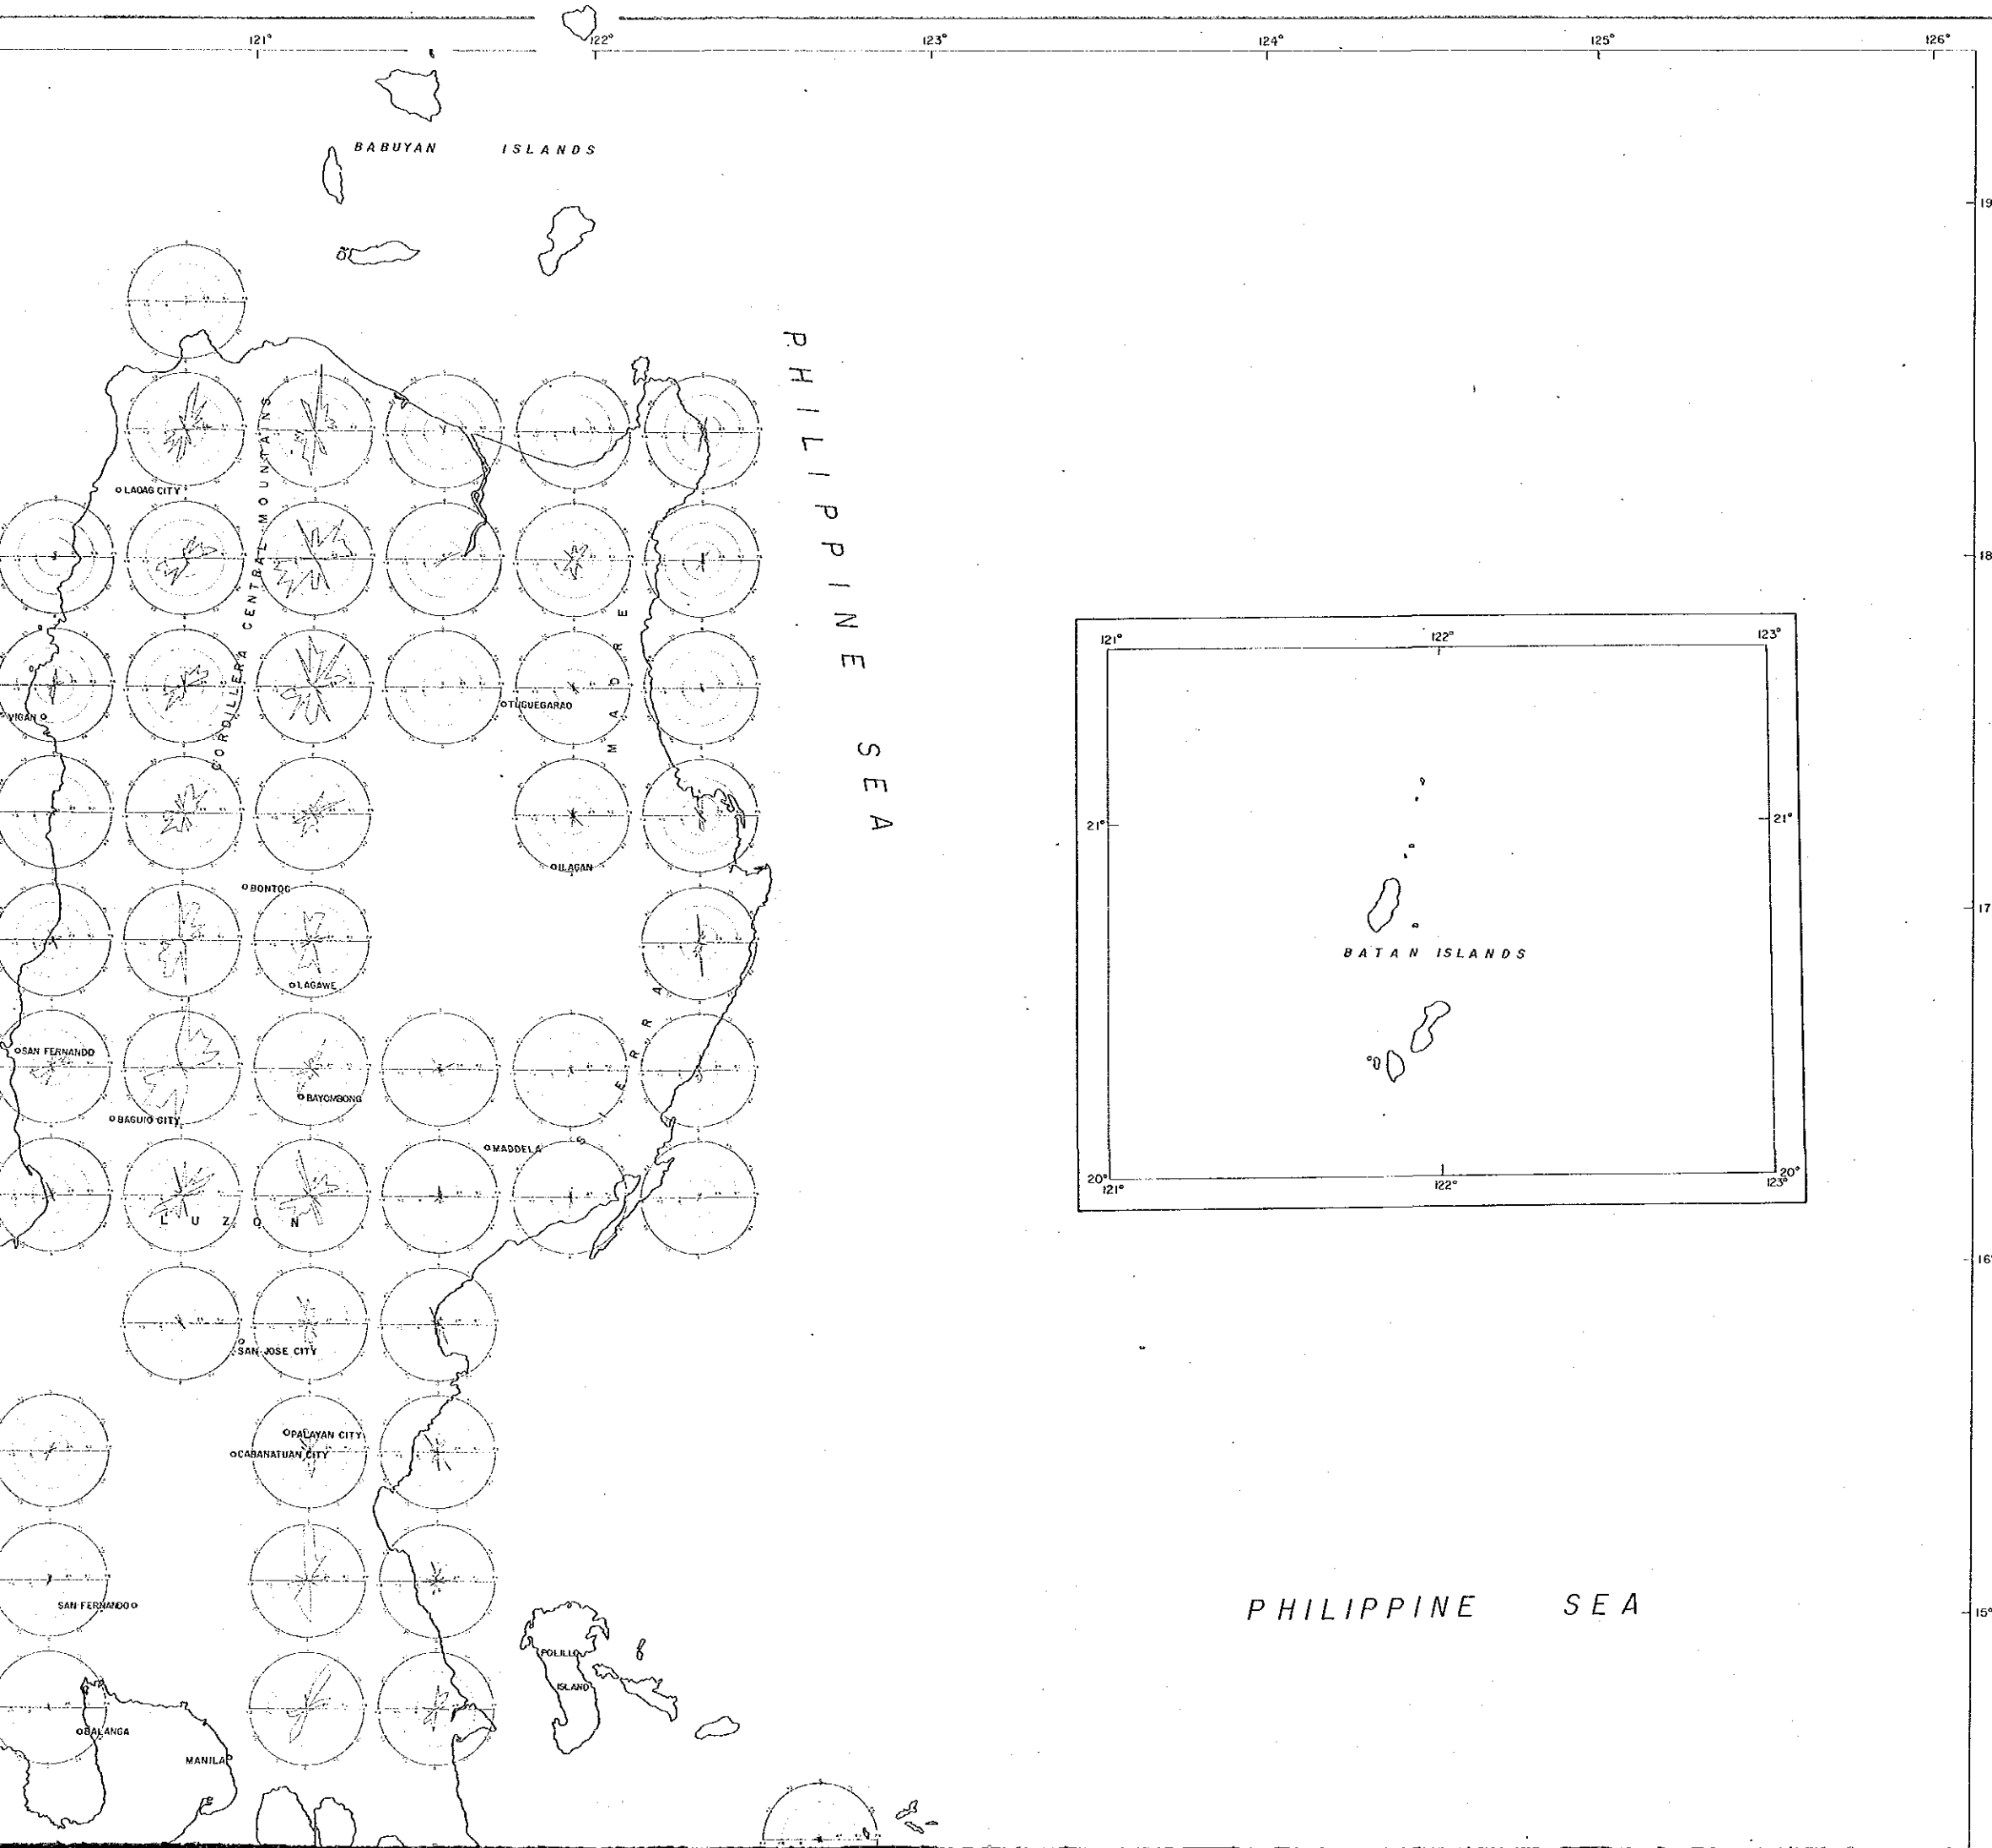 121° 122° 123° 124° 125° 126°
BABUYAN ISLANDS
19
PHILIPPINE SEA
CORDILLERA CENTRAL MOUNTAINS
LAOAG CITY
18
SIERRA MADRE
121° 122° 123°
VIGAN
TUGUEGARAO
21° 21°
ILAGAN
BONTOC
17
BATAN ISLANDS
LAGAWE
SAN FERNANDO
BAYOMBONG
BAGUIO CITY
MADDELA
20° 20°
121° 122° 123°
LUZON
16°
SAN JOSE CITY
PALAYAN CITY
CABANATUAN CITY
SAN FERNANDO
PHILIPPINE SEA
15°
POLILLO
ISLAND
BALANGA
MANILA